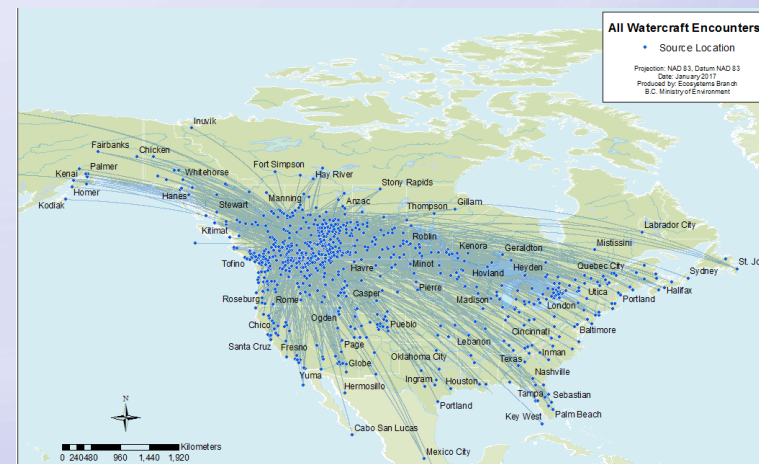 All Watercraft Encounters
Source Location
Projection: NAD 83, Datum NAD 83
Date: January 2017
Produced by: Ecosystems Branch
B.C. Ministry of Environment
Inuvik
Fairbanks
Chicken
Palmer
Kenai
Whitehorse
Fort Simpson
Hay River
Stony Rapids
Homer
Hanes
Manning
Anzac
Kodiak
Stewart
Thompson
Gillam
Labrador City
Kitimat
Roblin
Kenora
Geraldton
Mistissini
St. Jo
Tofino
Havre
Minot
Hovland
Heyden
Quebec City
Sydney
Halifax
Roseburg
Rome
Casper
Pierre
Madison
London
Utica
Portland
Ogden
Chico
Pueblo
Cincinnati
Baltimore
Santa Cruz
Fresno
Page
Lebanon
Globe
Oklahoma City
Texas
Inman
Yuma
Nashville
Hermosillo
Ingram
Houston
Tampa
Sebastian
Portland
Key West
Palm Beach
Cabo San Lucas
Mexico City
N
Kilometers
0 240 480 960 1,440 1,920